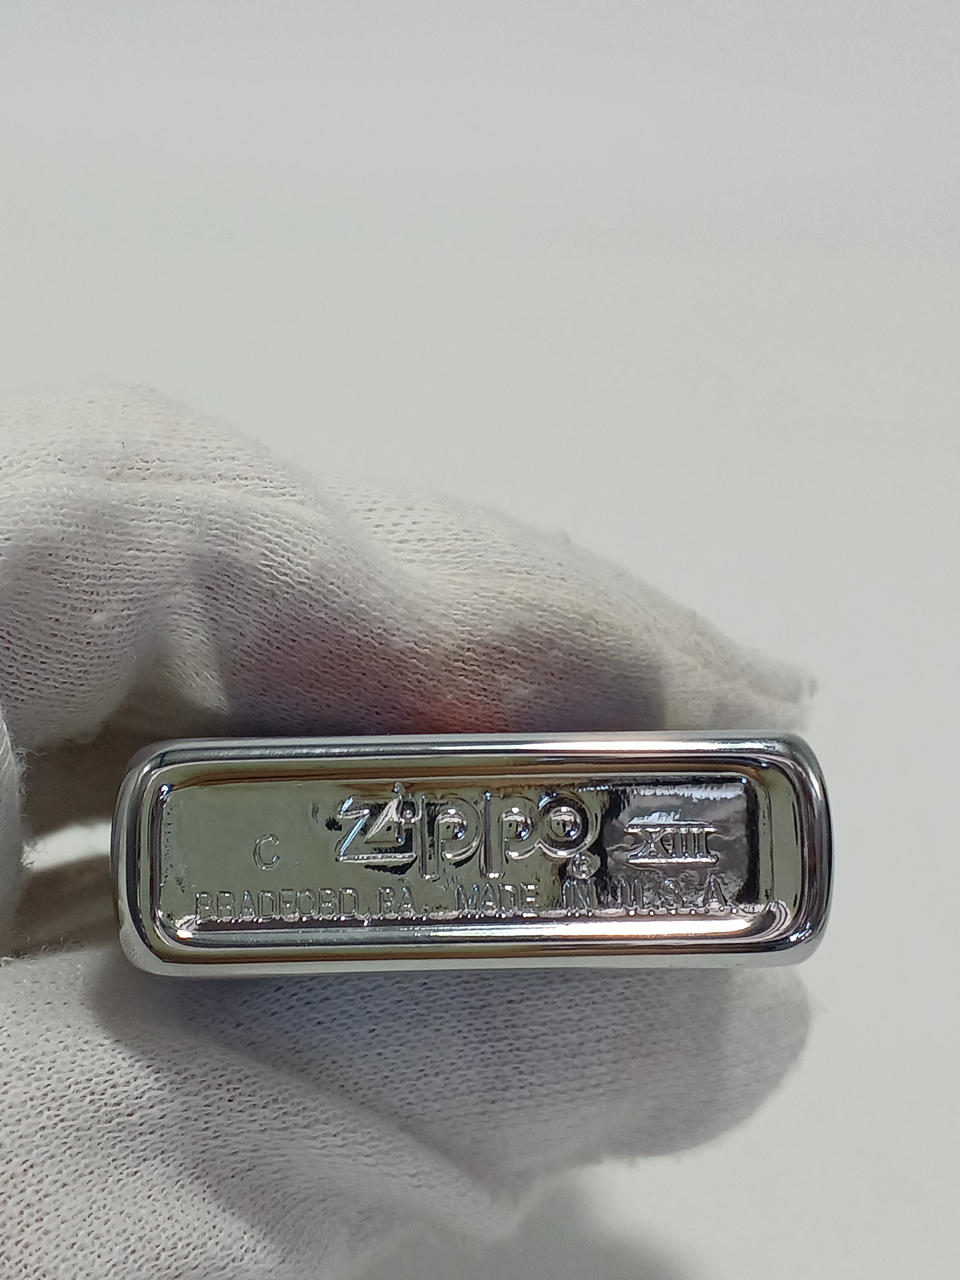 C Zippo® XIII
BRADFORD, PA. MADE IN U.S.A.